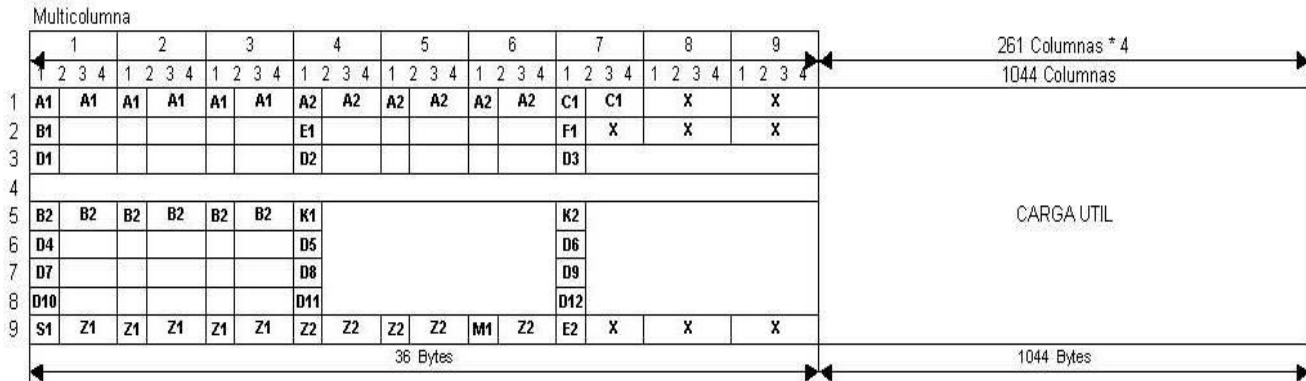 Multicolumna
1 2 3 4 5 6 7 8 9 261 Columnas * 4
1 2 3 4 1 2 3 4 1 2 3 4 1 2 3 4 1 2 3 4 1 2 3 4 1 2 3 4 1 2 3 4 1 2 3 4 1044 Columnas
1 A1 A1 A1 A1 A1 A1 A2 A2 A2 A2 A2 A2 C1 C1 X X
2 B1 E1 F1 X X X
3 D1 D2 D3
4
5 B2 B2 B2 B2 B2 B2 K1 K2 CARGA UTIL
6 D4 D5 D6
7 D7 D8 D9
8 D10 D11 D12
9 S1 Z1 Z1 Z1 Z1 Z1 Z2 Z2 Z2 Z2 M1 Z2 E2 X X X
36 Bytes 1044 Bytes